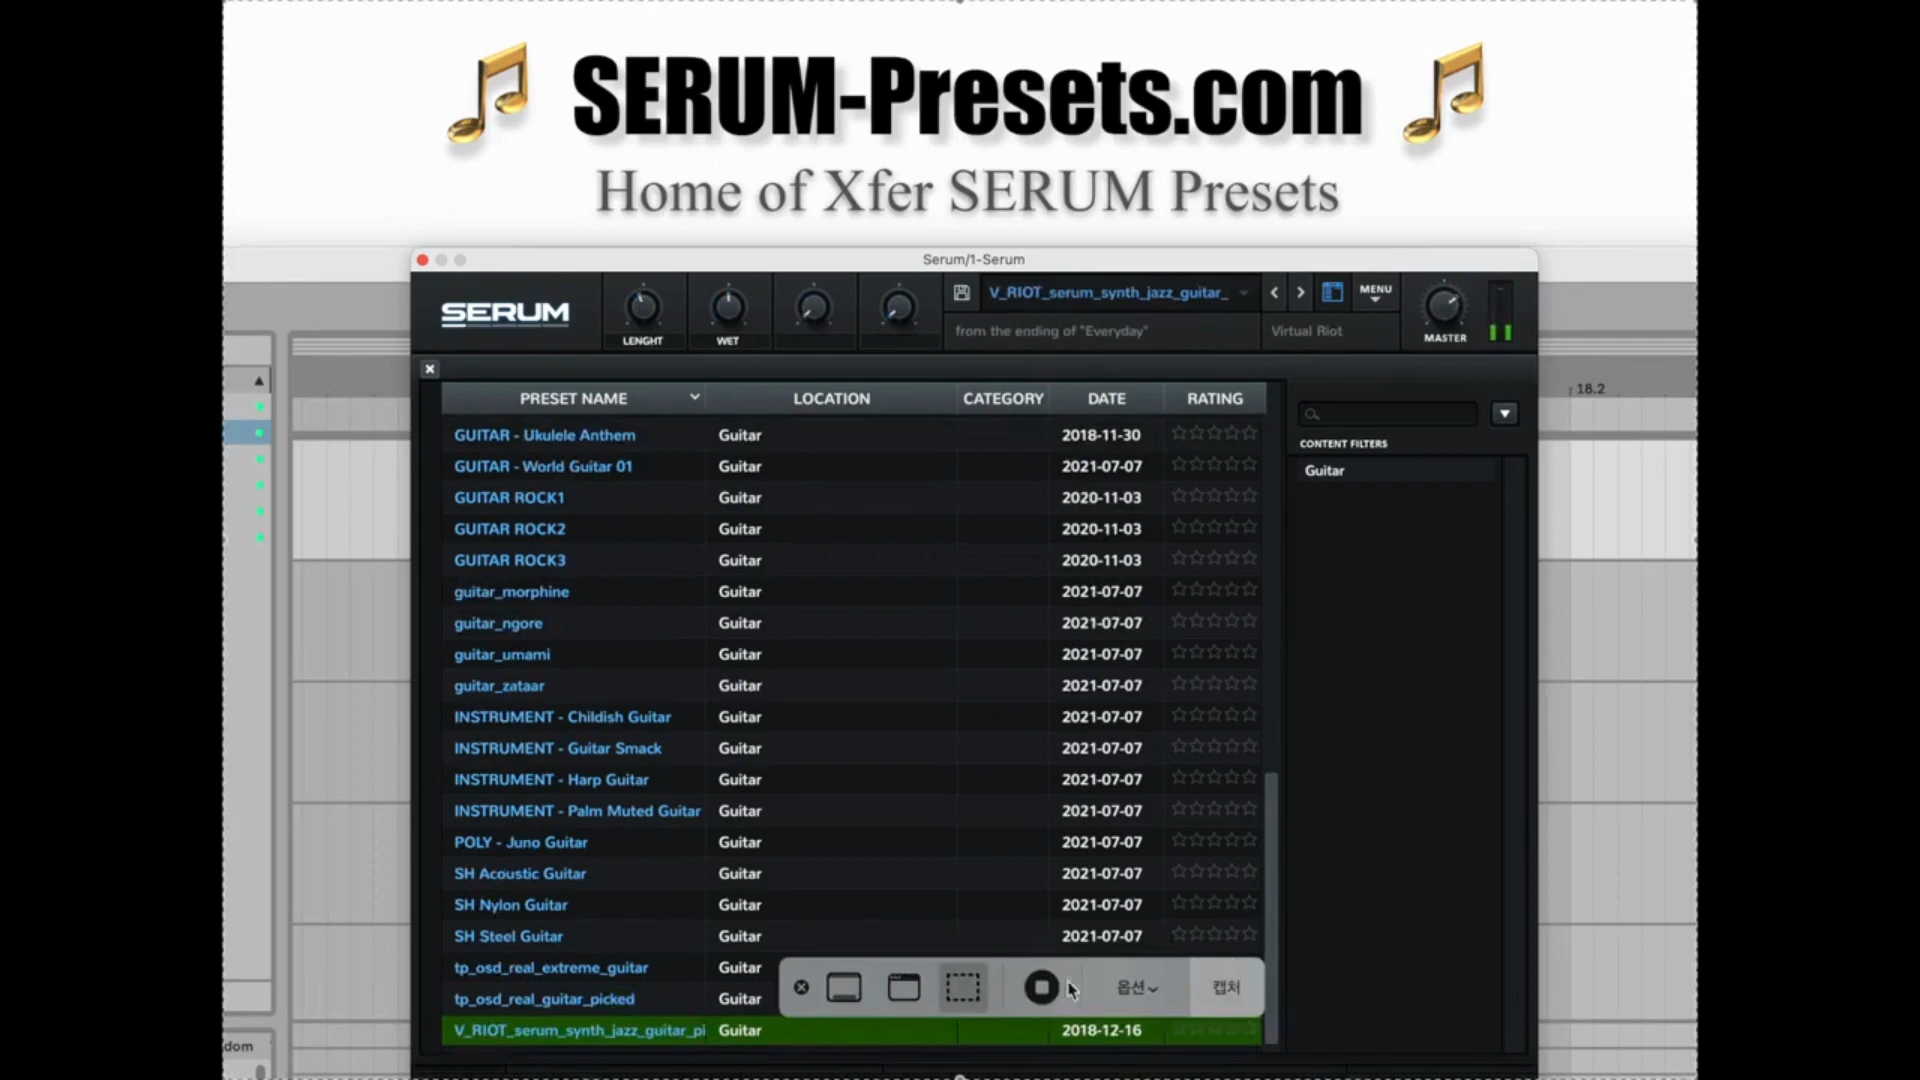 SERUM-Presets.com
Home of Xfer SERUM Presets
Serum/1-Serum
SERUM
LENGHT
WET
V_RIOT_serum_synth_jazz_guitar_
MENU
from the ending of "Everyday"
Virtual Riot
MASTER
18.2
PRESET NAME LOCATION CATEGORY DATE RATING
CONTENT FILTERS
Guitar
GUITAR - Ukulele Anthem Guitar 2018-11-30
GUITAR - World Guitar 01 Guitar 2021-07-07
GUITAR ROCK1 Guitar 2020-11-03
GUITAR ROCK2 Guitar 2020-11-03
GUITAR ROCK3 Guitar 2020-11-03
guitar_morphine Guitar 2021-07-07
guitar_ngore Guitar 2021-07-07
guitar_umami Guitar 2021-07-07
guitar_zataar Guitar 2021-07-07
INSTRUMENT - Childish Guitar Guitar 2021-07-07
INSTRUMENT - Guitar Smack Guitar 2021-07-07
INSTRUMENT - Harp Guitar Guitar 2021-07-07
INSTRUMENT - Palm Muted Guitar Guitar 2021-07-07
POLY - Juno Guitar Guitar 2021-07-07
SH Acoustic Guitar Guitar 2021-07-07
SH Nylon Guitar Guitar 2021-07-07
SH Steel Guitar Guitar 2021-07-07
tp_osd_real_extreme_guitar Guitar
tp_osd_real_guitar_picked Guitar
옵션 캡처
V_RIOT_serum_synth_jazz_guitar_pi Guitar 2018-12-16
dom